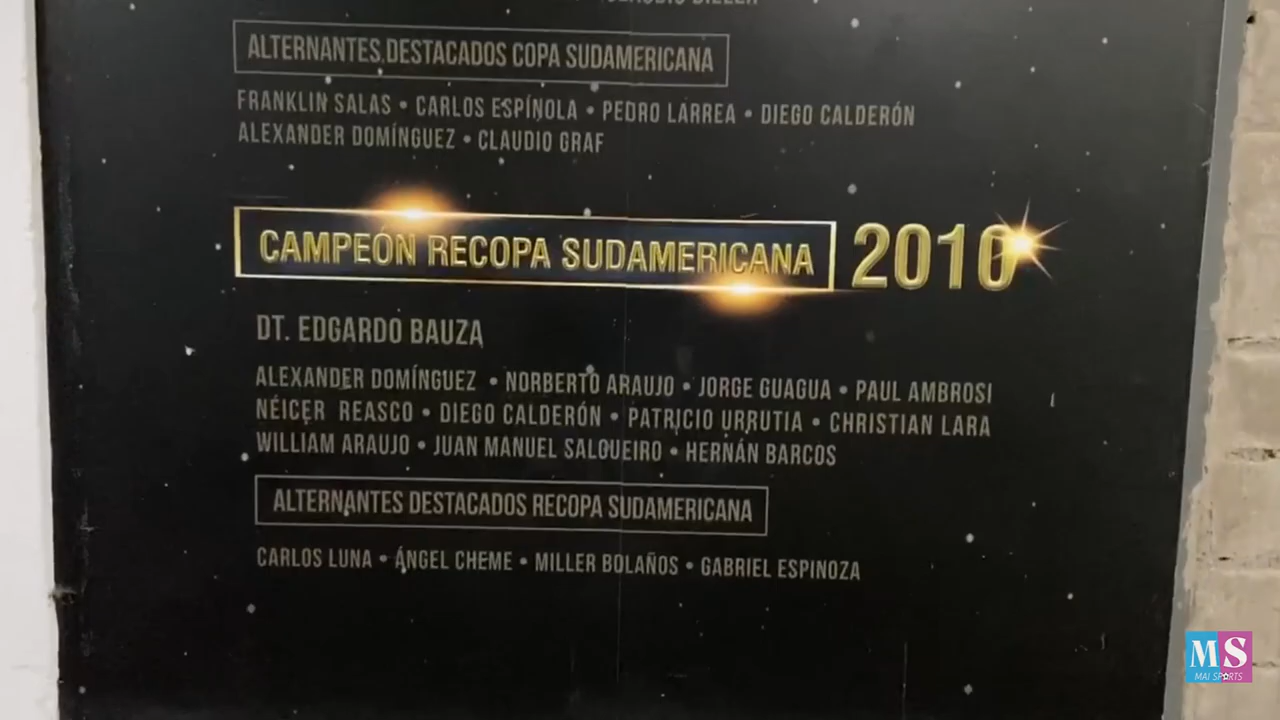 ALTERNANTES DESTACADOS COPA SUDAMERICANA
FRANKLIN SALAS • CARLOS ESPÍNOLA • PEDRO LARREA • DIEGO CALDERÓN
ALEXANDER DOMÍNGUEZ • CLAUDIO GRAF
CAMPEÓN RECOPA SUDAMERICANA 2010
DT. EDGARDO BAUZA
ALEXANDER DOMÍNGUEZ • NORBERTO ARAUJO • JORGE GUAGUA • PAUL AMBROSI
NÉICER REASCO • DIEGO CALDERÓN • PATRICIO URRUTIA • CHRISTIAN LARA
WILLIAM ARAUJO • JUAN MANUEL SALGUEIRO • HERNÁN BARCOS
ALTERNANTES DESTACADOS RECOPA SUDAMERICANA
CARLOS LUNA • ÁNGEL CHEME • MILLER BOLAÑOS • GABRIEL ESPINOZA
MS
MAI SPORTS